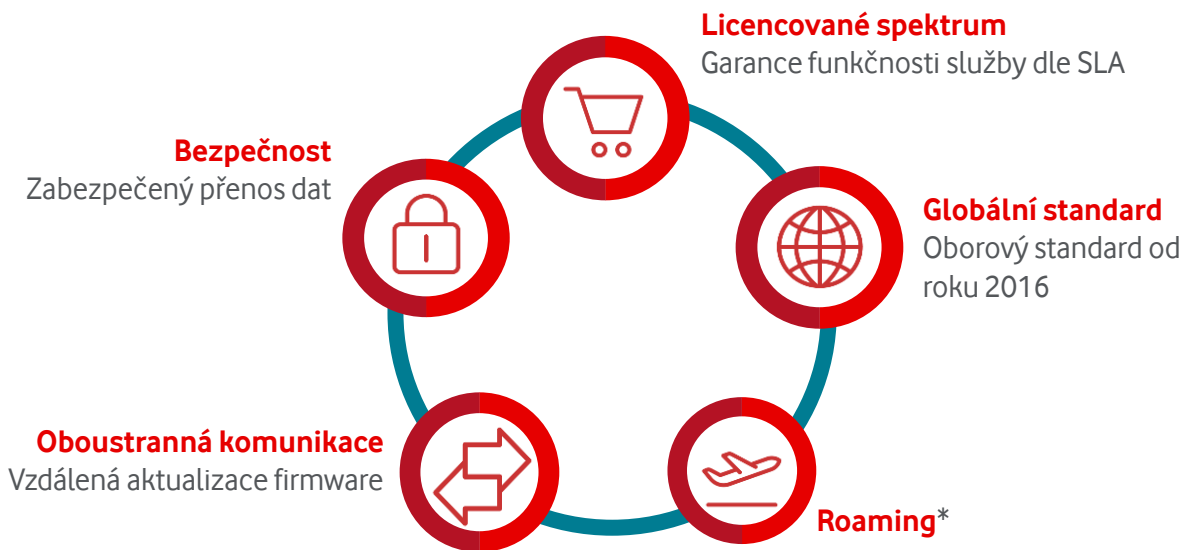 Licencované spektrum
Garance funkčnosti služby dle SLA
Bezpečnost
Zabezpečený přenos dat
Globální standard
Oborový standard od
roku 2016
Oboustranná komunikace
Vzdálená aktualizace firmware
Roaming*